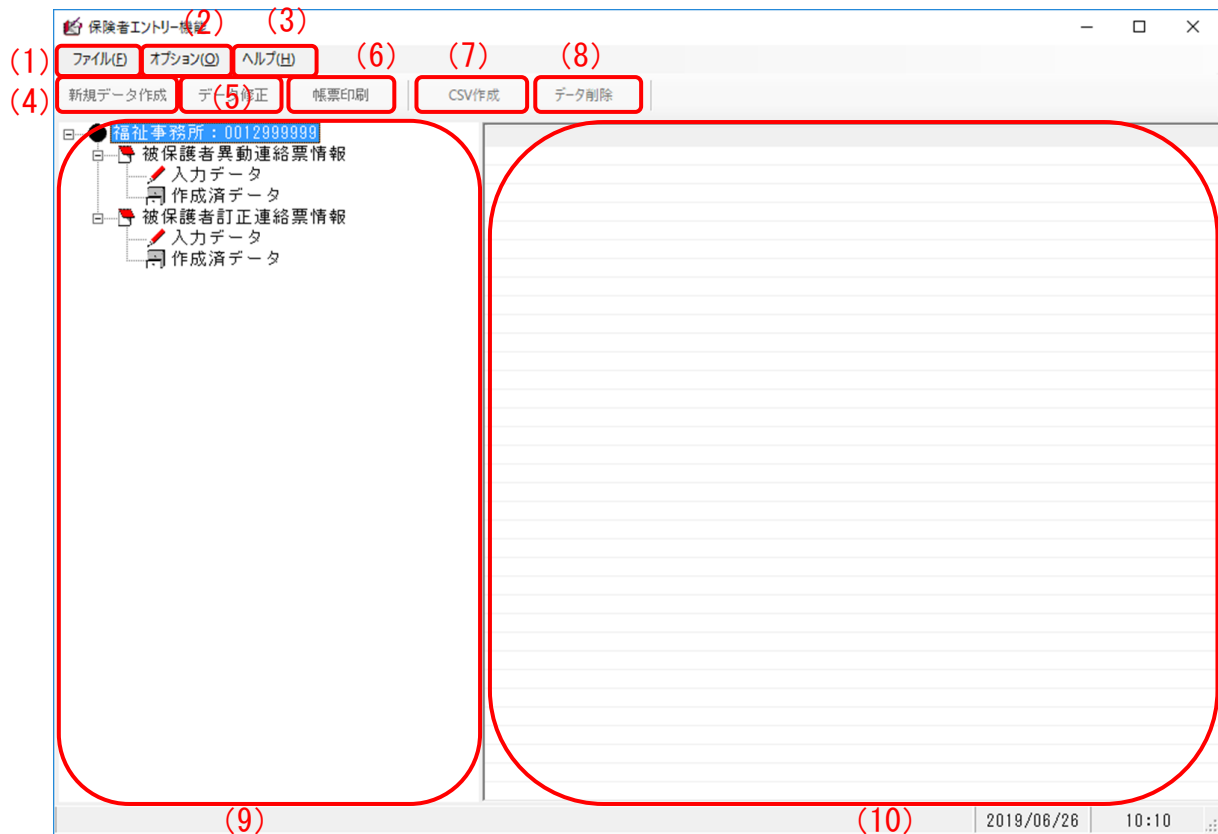 保険者エントリー機能
(2)
(3)
(1)
ファイル(F)
オプション(O)
ヘルプ(H)
(6)
(7)
(8)
(4)
新規データ作成
データ修正
(5)
帳票印刷
CSV作成
データ削除
福祉事務所：0012999999
被保護者異動連絡票情報
入力データ
作成済データ
被保護者訂正連絡票情報
入力データ
作成済データ
(9)
(10)
2019/06/26
10:10